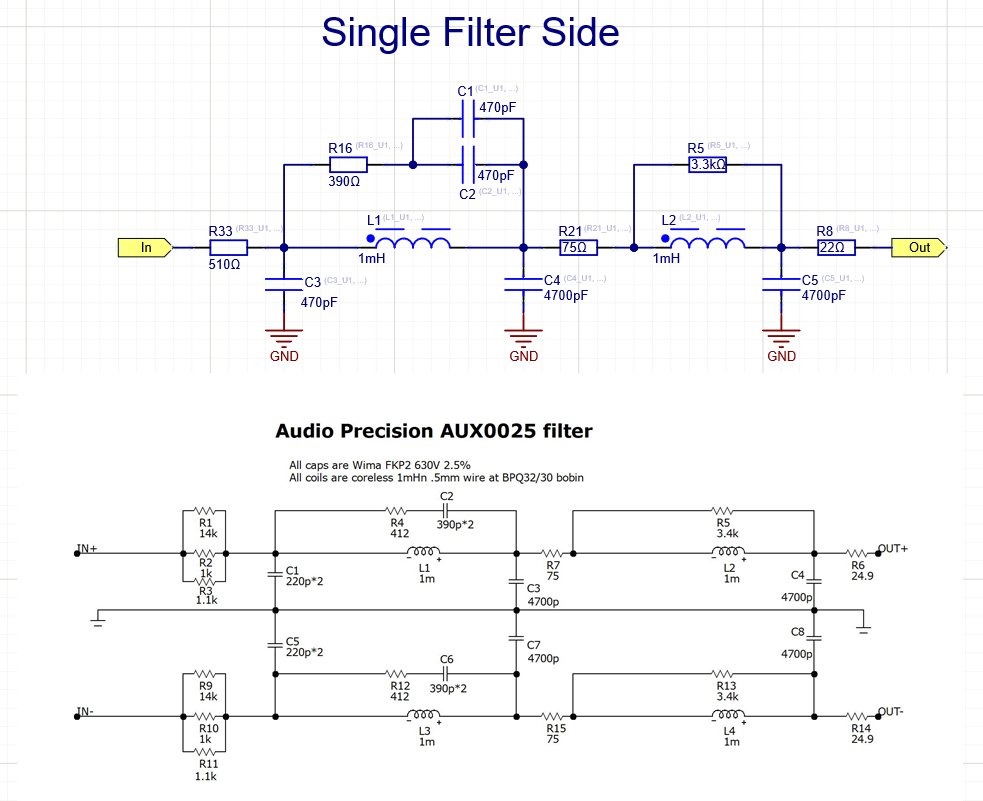 Single Filter Side
C1 (C1_U1, ...)
470pF
R16 (R16_U1, ...)
390Ω
470pF
C2 (C2_U1, ...)
R5 (R5_U1, ...)
3.3kΩ
L1 (L1_U1, ...)
1mH
L2 (L2_U1, ...)
1mH
In
R33 (R33_U1, ...)
510Ω
R21 (R21_U1, ...)
75Ω
R8 (R8_U1, ...)
22Ω
Out
C3 (C3_U1, ...)
470pF
C4 (C4_U1, ...)
4700pF
C5 (C5_U1, ...)
4700pF
GND
GND
GND
Audio Precision AUX0025 filter
All caps are Wima FKP2 630V 2.5%
All coils are coreless 1mHn .5mm wire at BPQ32/30 bobin
C2
390p*2
R1
14k
R4
412
R5
3.4k
IN+
R2
1k
L1
1m
R7
75
L2
1m
R6
24.9
OUT+
R3
1.1k
C1
220p*2
C3
4700p
C4
4700p
C5
220p*2
C7
4700p
C8
4700p
C6
390p*2
R9
14k
R12
412
R13
3.4k
IN-
R10
1k
L3
1m
R15
75
L4
1m
R14
24.9
OUT-
R11
1.1k